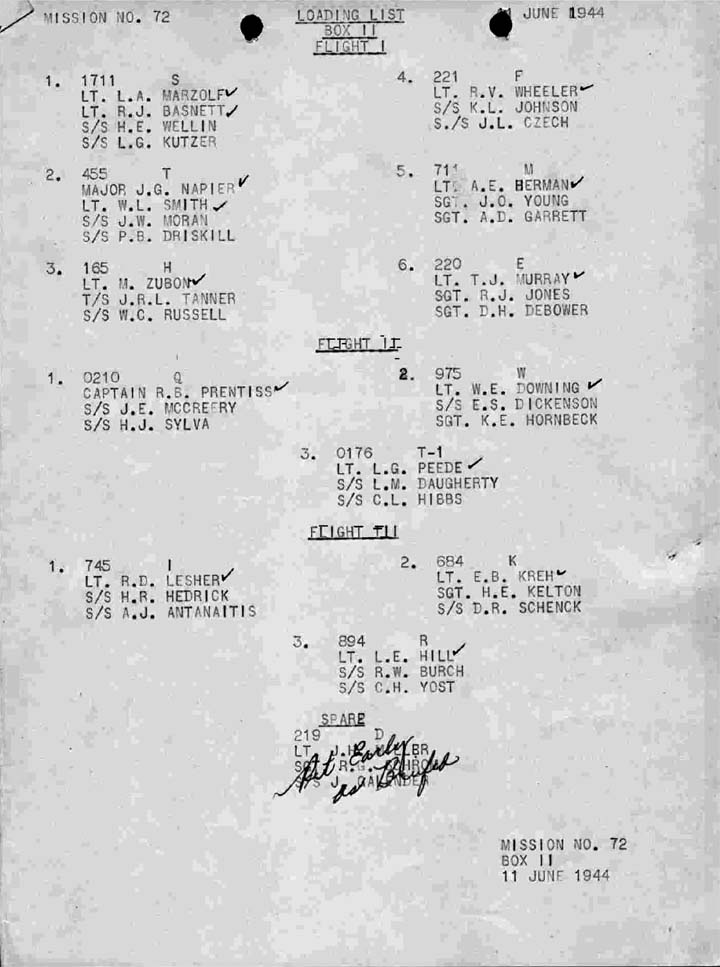 MISSION NO. 72
LOADING LIST
JUNE 1944
BOX II
FLIGHT I
1. 1711 S
LT. L.A. MARZOLF✓
LT. R.J. BASNETT✓
S/S H.E. WELLIN
S/S L.G. KUTZER
4. 221 F
LT. R.V. WHEELER✓
S/S K.L. JOHNSON
S./S J.L. CZECH
2. 455 T
MAJOR J.G. NAPIER✓
LT. W.L. SMITH✓
S/S J.W. MORAN
S/S P.B. DRISKILL
5. M
LT. A.E. HERMAN✓
SGT. J.O. YOUNG
SGT. A.D. GARRETT
3. 165 H
LT. M. ZUBON✓
T/S J.R.L. TANNER
S/S W.C. RUSSELL
6. 220 E
LT. T.J. MURRAY✓
SGT. R.J. JONES
SGT. D.H. DEBOWER
FLIGHT II
1. 0210 Q
CAPTAIN R.B. PRENTISS✓
S/S J.E. MCCREERY
S/S H.J. SYLVA
2. 975 W
LT. W.E. DOWNING✓
S/S E.S. DICKENSON
SGT. K.E. HORNBECK
3. 0176 T-1
LT. L.G. PEEDE✓
S/S L.M. DAUGHERTY
S/S C.L. HIBBS
FLIGHT III
1. 745 I
LT. R.D. LESHER✓
S/S H.R. HEDRICK
S/S A.J. ANTANAITIS
2. 684 K
LT. E.B. KREH✓
SGT. H.E. KELTON
S/S D.R. SCHENCK
3. 894 R
LT. L.E. HILL✓
S/S R.W. BURCH
S/S C.H. YOST
SPARE
219 D
LT. J.H.
R.G.
S/S J.
Early
as
MISSION NO. 72
BOX II
11 JUNE 1944